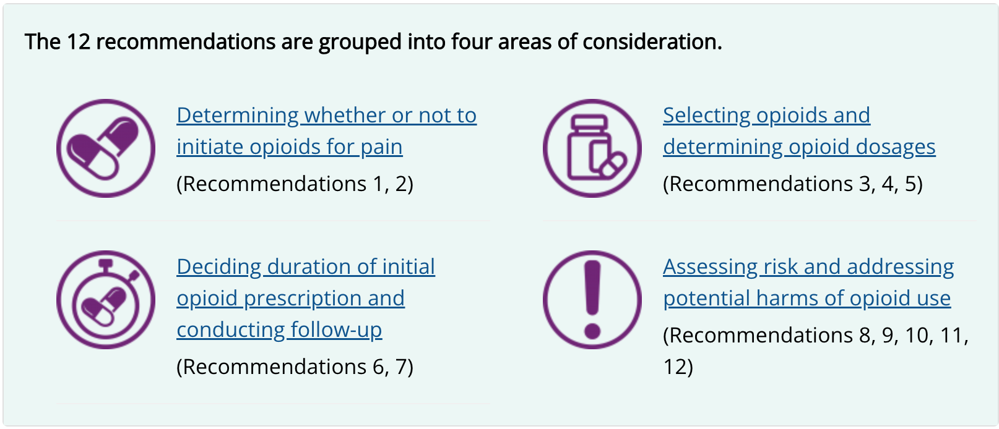 The 12 recommendations are grouped into four areas of consideration.
Determining whether or not to
initiate opioids for pain
(Recommendations 1, 2)
Selecting opioids and
determining opioid dosages
(Recommendations 3, 4, 5)
Deciding duration of initial
opioid prescription and
conducting follow-up
(Recommendations 6, 7)
Assessing risk and addressing
potential harms of opioid use
(Recommendations 8, 9, 10, 11,
12)